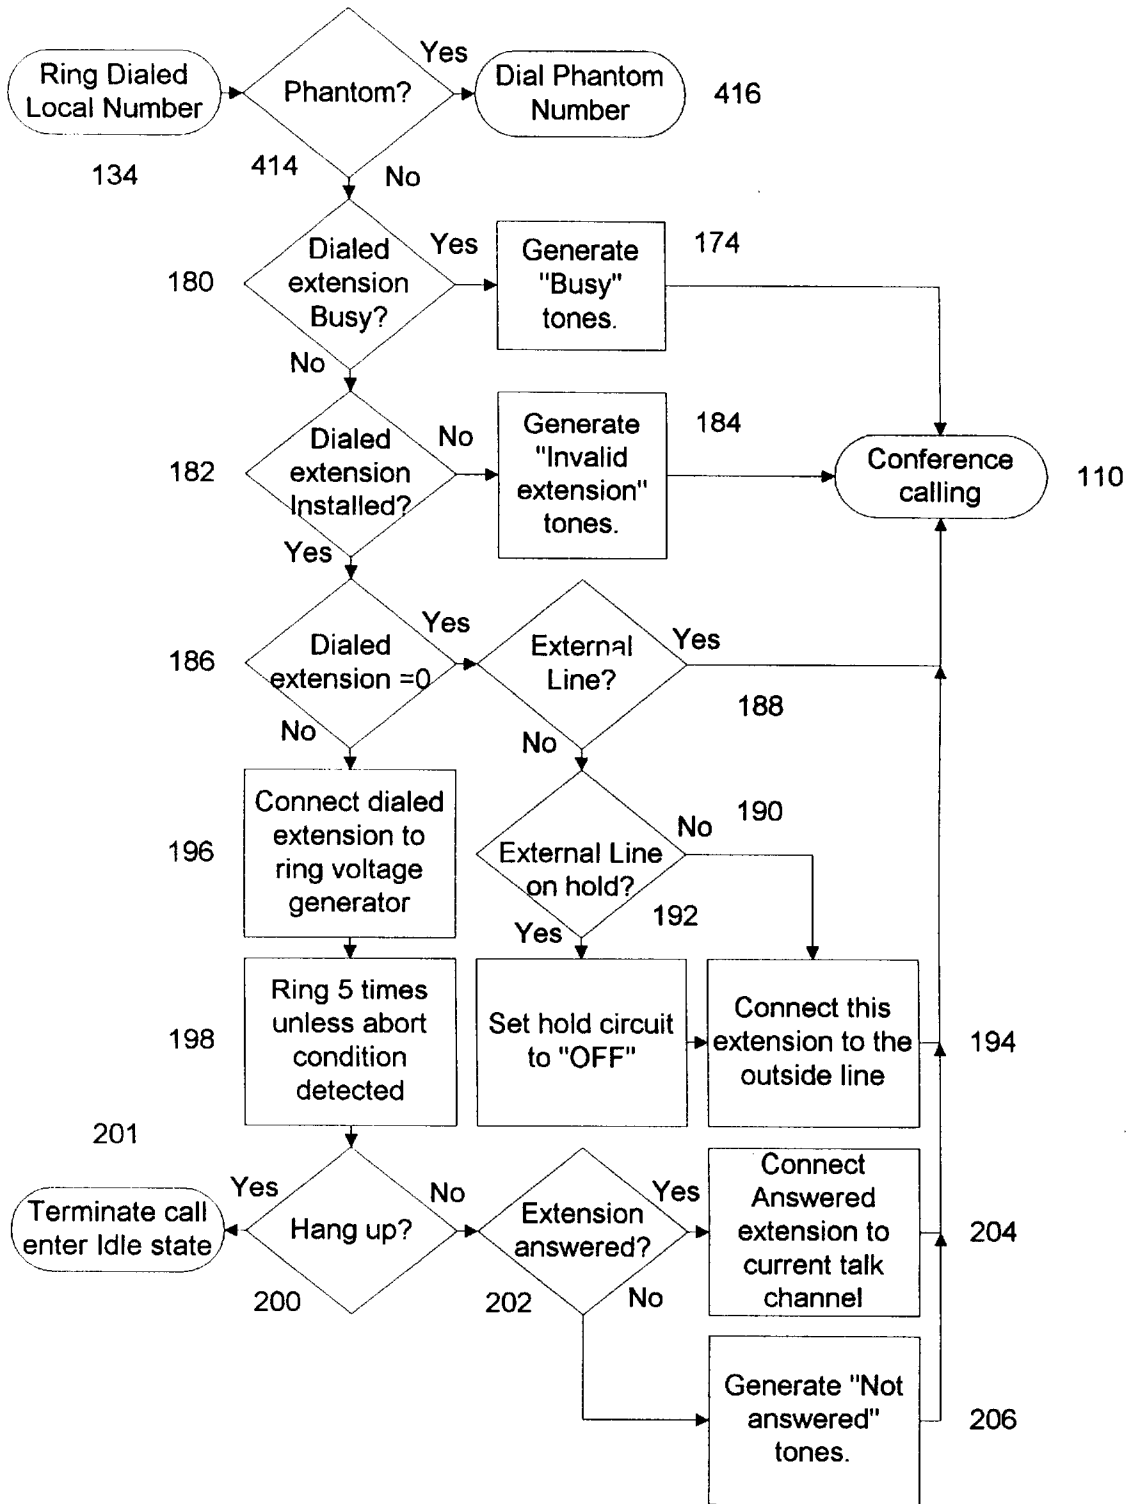 Ring Dialed
Local Number
134
Phantom?
414
Yes
No
Dial Phantom
Number
416
Dialed
extension
Busy?
180
Yes
No
Generate
"Busy"
tones.
174
Dialed
extension
Installed?
182
No
Yes
Generate
"Invalid
extension"
tones.
184
Conference
calling
110
Dialed
extension =0
186
Yes
No
External
Line?
Yes
188
No
Connect dialed
extension to
ring voltage
generator
196
External Line
on hold?
No
190
192
Yes
Ring 5 times
unless abort
condition
detected
198
Set hold circuit
to "OFF"
Connect this
extension to the
outside line
194
201
Terminate call
enter Idle state
Yes
Hang up?
200
No
Extension
answered?
202
Yes
No
Connect
Answered
extension to
current talk
channel
204
Generate "Not
answered"
tones.
206